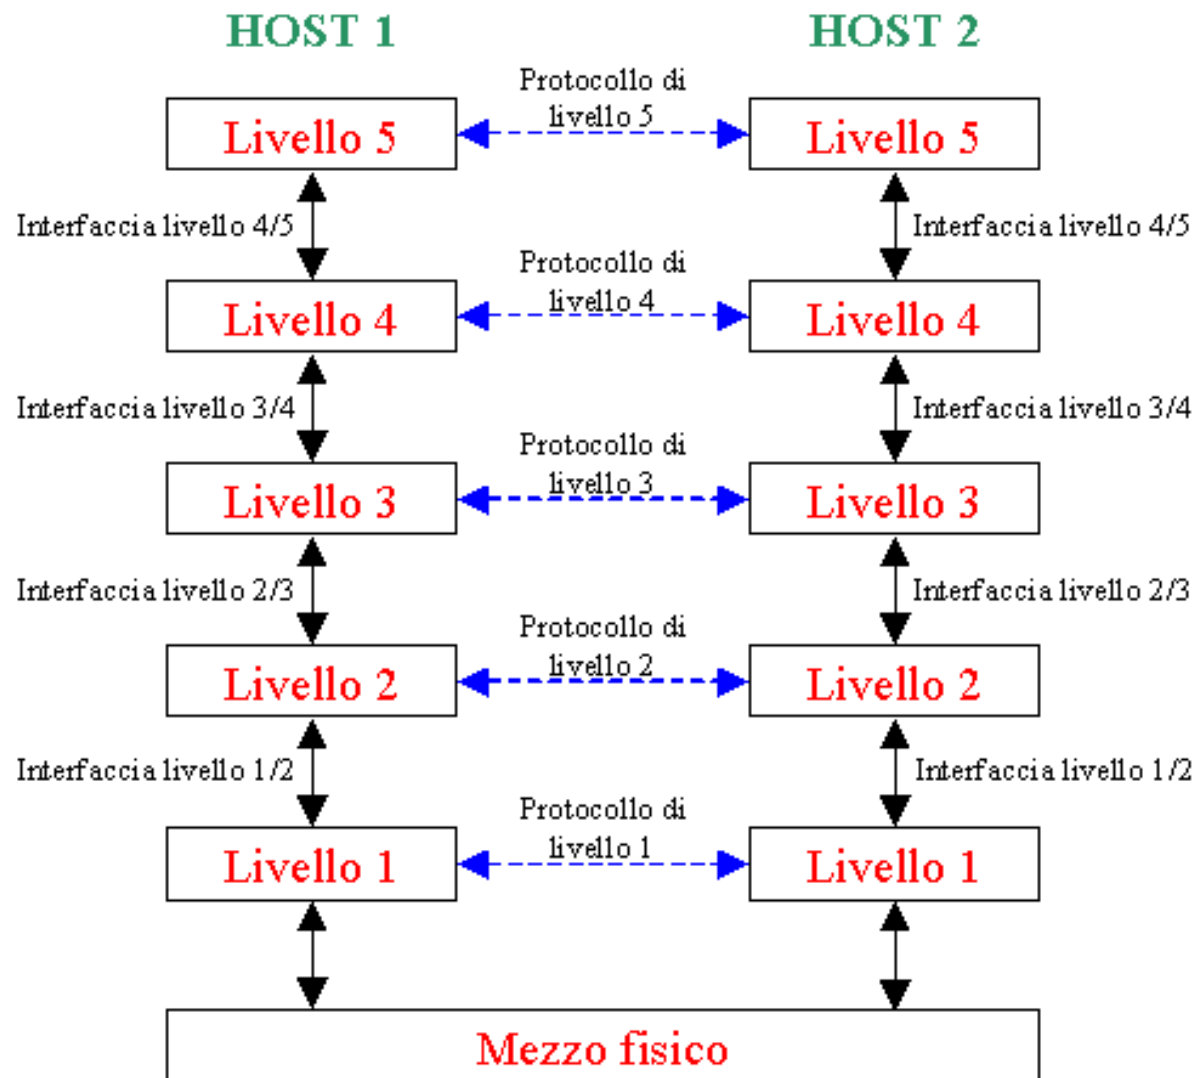 HOST 1
HOST 2
Protocollo di
livello 5
Livello 5
Livello 5
Interfaccia livello 4/5
Interfaccia livello 4/5
Protocollo di
livello 4
Livello 4
Livello 4
Interfaccia livello 3/4
Interfaccia livello 3/4
Protocollo di
livello 3
Livello 3
Livello 3
Interfaccia livello 2/3
Interfaccia livello 2/3
Protocollo di
livello 2
Livello 2
Livello 2
Interfaccia livello 1/2
Interfaccia livello 1/2
Protocollo di
livello 1
Livello 1
Livello 1
Mezzo fisico